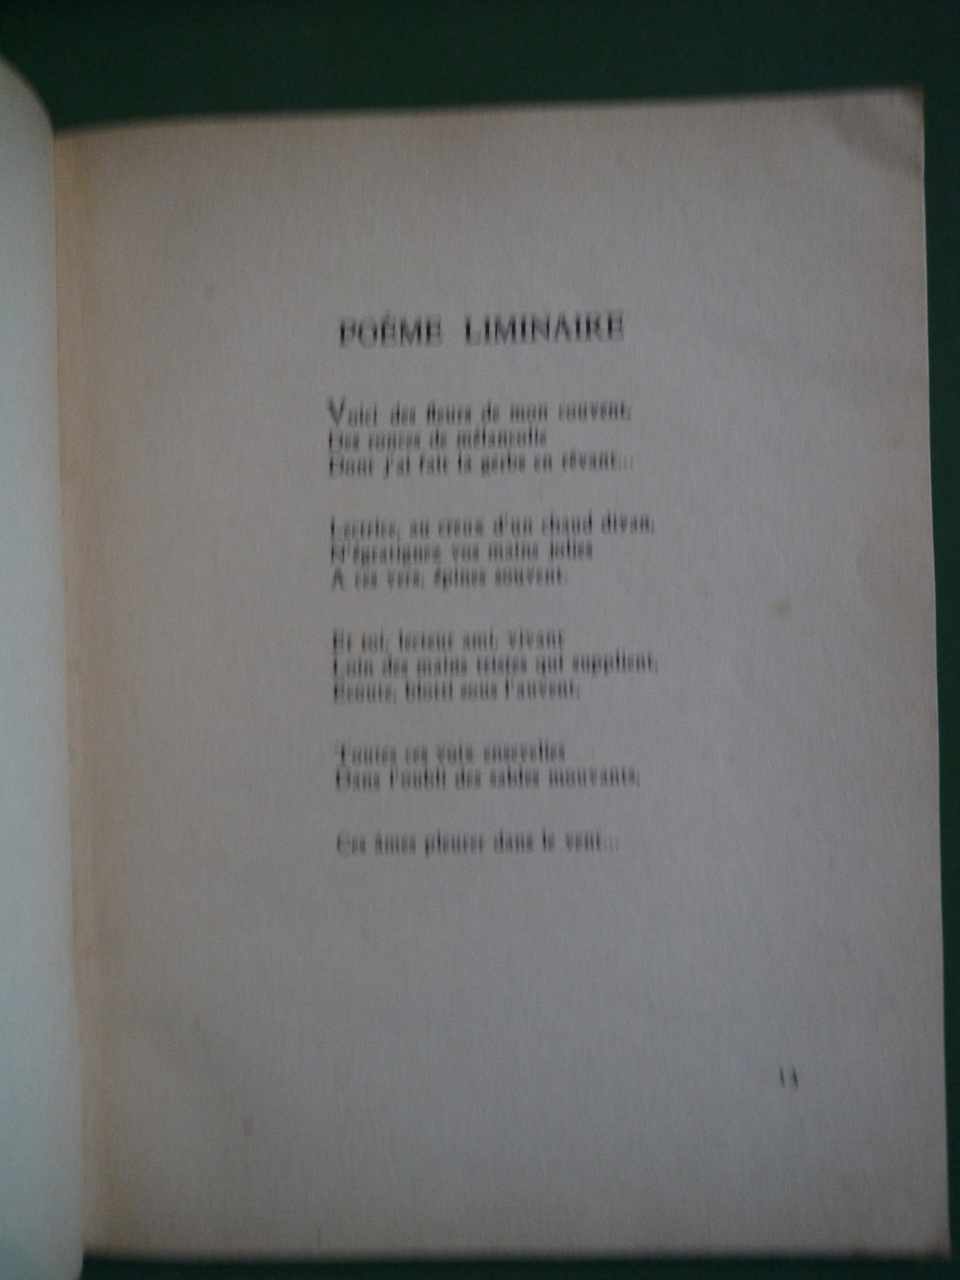 POÈME LIMINAIRE
Voici des fleurs de mon couvent,
Des ronces de mélancolie
Dont j'ai fait la gerbe en rêvant...
Lectrice, au creux d'un chaud divan,
N'égratignez vos mains jolies
A ces vers, épines souvent.
Et toi, lecteur ami, vivant
Loin des mains tristes qui supplient,
Ecoute, blotti sous l'auvent,
Toutes ces voix ensevelies
Dans l'oubli des sables mouvants,
Ces âmes pleurer dans le vent...